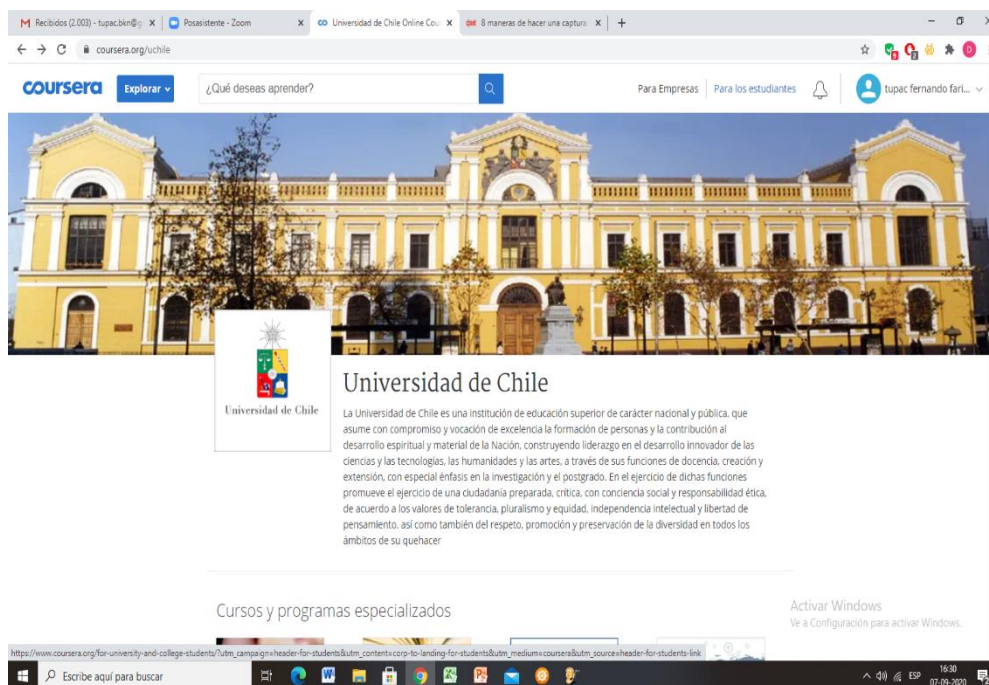 Recibidos (2.003) - tupac.bkn@g
Posasistente - Zoom
Universidad de Chile Online Cou
8 maneras de hacer una captura
coursera.org/uchile
coursera
Explorar
¿Qué deseas aprender?
Para Empresas
Para los estudiantes
tupac fernando fari...
Universidad de Chile
Universidad de Chile
La Universidad de Chile es una institución de educación superior de carácter nacional y pública, que
asume con compromiso y vocación de excelencia la formación de personas y la contribución al
desarrollo espiritual y material de la Nación, construyendo liderazgo en el desarrollo innovador de las
ciencias y las tecnologías, las humanidades y las artes, a través de sus funciones de docencia, creación y
extensión, con especial énfasis en la investigación y el postgrado. En el ejercicio de dichas funciones
promueve el ejercicio de una ciudadanía preparada, crítica, con conciencia social y responsabilidad ética,
de acuerdo a los valores de tolerancia, pluralismo y equidad, independencia intelectual y libertad de
pensamiento, así como también del respeto, promoción y preservación de la diversidad en todos los
ámbitos de su quehacer
Cursos y programas especializados
Activar Windows
Ve a Configuración para activar Windows.
https://www.coursera.org/for-university-and-college-students/?utm_campaign=header-for-students&utm_content=corp-to-landing-for-students&utm_medium=coursera&utm_source=header-for-students-link
Escribe aquí para buscar
ESP
16:30
07-09-2020